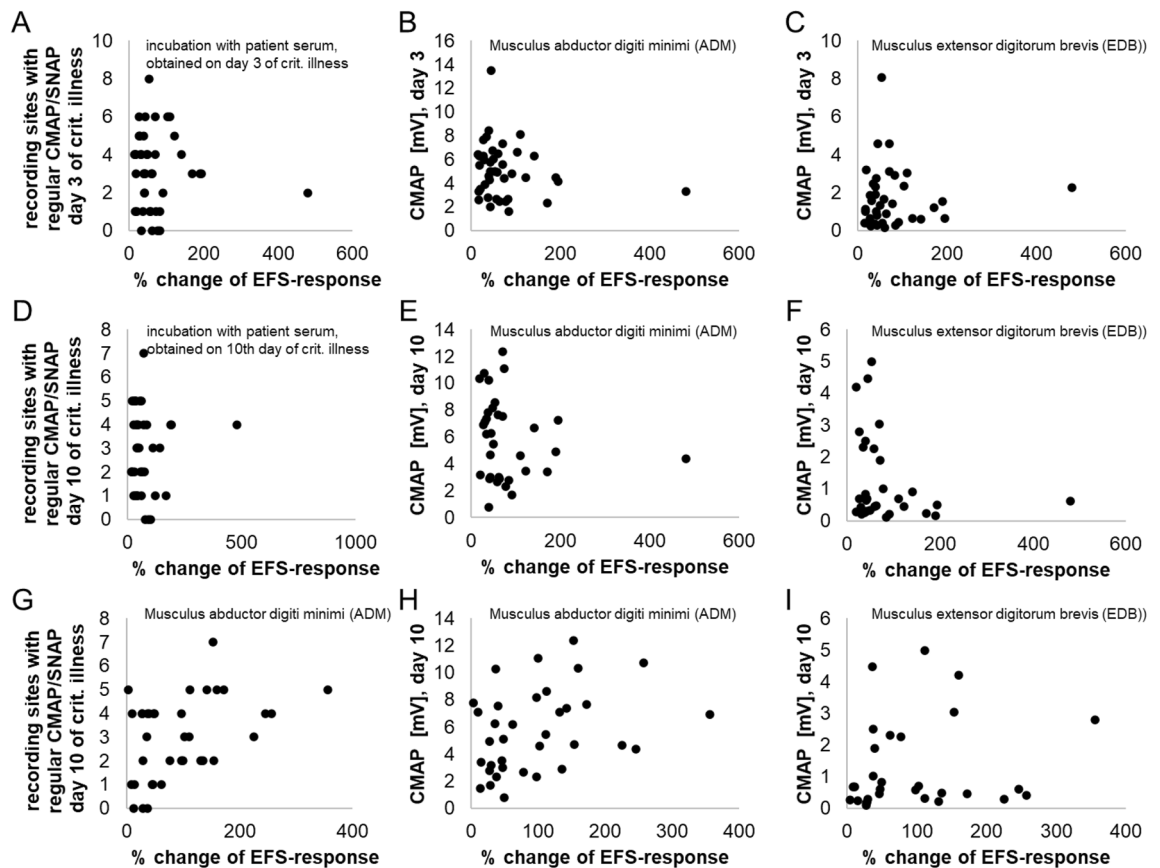 A
incubation with patient serum,
obtained on day 3 of crit. illness
recording sites with
regular CMAP/SNAP
day 3 of crit. illness
10
8
6
4
2
0
0 200 400 600
% change of EFS-response
B
Musculus abductor digiti minimi (ADM)
CMAP [mV], day 3
16
14
12
10
8
6
4
2
0
0 200 400 600
% change of EFS-response
C
Musculus extensor digitorum brevis (EDB))
CMAP [mV], day 3
10
8
6
4
2
0
0 200 400 600
% change of EFS-response
D
incubation with patient serum,
obtained on 10th day of crit. illness
recording sites with
regular CMAP/SNAP
day 10 of crit. illness
8
7
6
5
4
3
2
1
0
0 500 1000
% change of EFS-response
E
Musculus abductor digiti minimi (ADM)
CMAP [mV], day 10
14
12
10
8
6
4
2
0
0 200 400 600
% change of EFS-response
F
Musculus extensor digitorum brevis (EDB))
CMAP [mV], day 10
6
5
4
3
2
1
0
0 200 400 600
% change of EFS-response
G
Musculus abductor digiti minimi (ADM)
recording sites with
regular CMAP/SNAP
day 10 of crit. illness
8
7
6
5
4
3
2
1
0
0 200 400
% change of EFS-response
H
Musculus abductor digiti minimi (ADM)
CMAP [mV], day 10
14
12
10
8
6
4
2
0
0 100 200 300 400
% change of EFS-response
I
Musculus extensor digitorum brevis (EDB))
CMAP [mV], day 10
6
5
4
3
2
1
0
0 100 200 300 400
% change of EFS-response